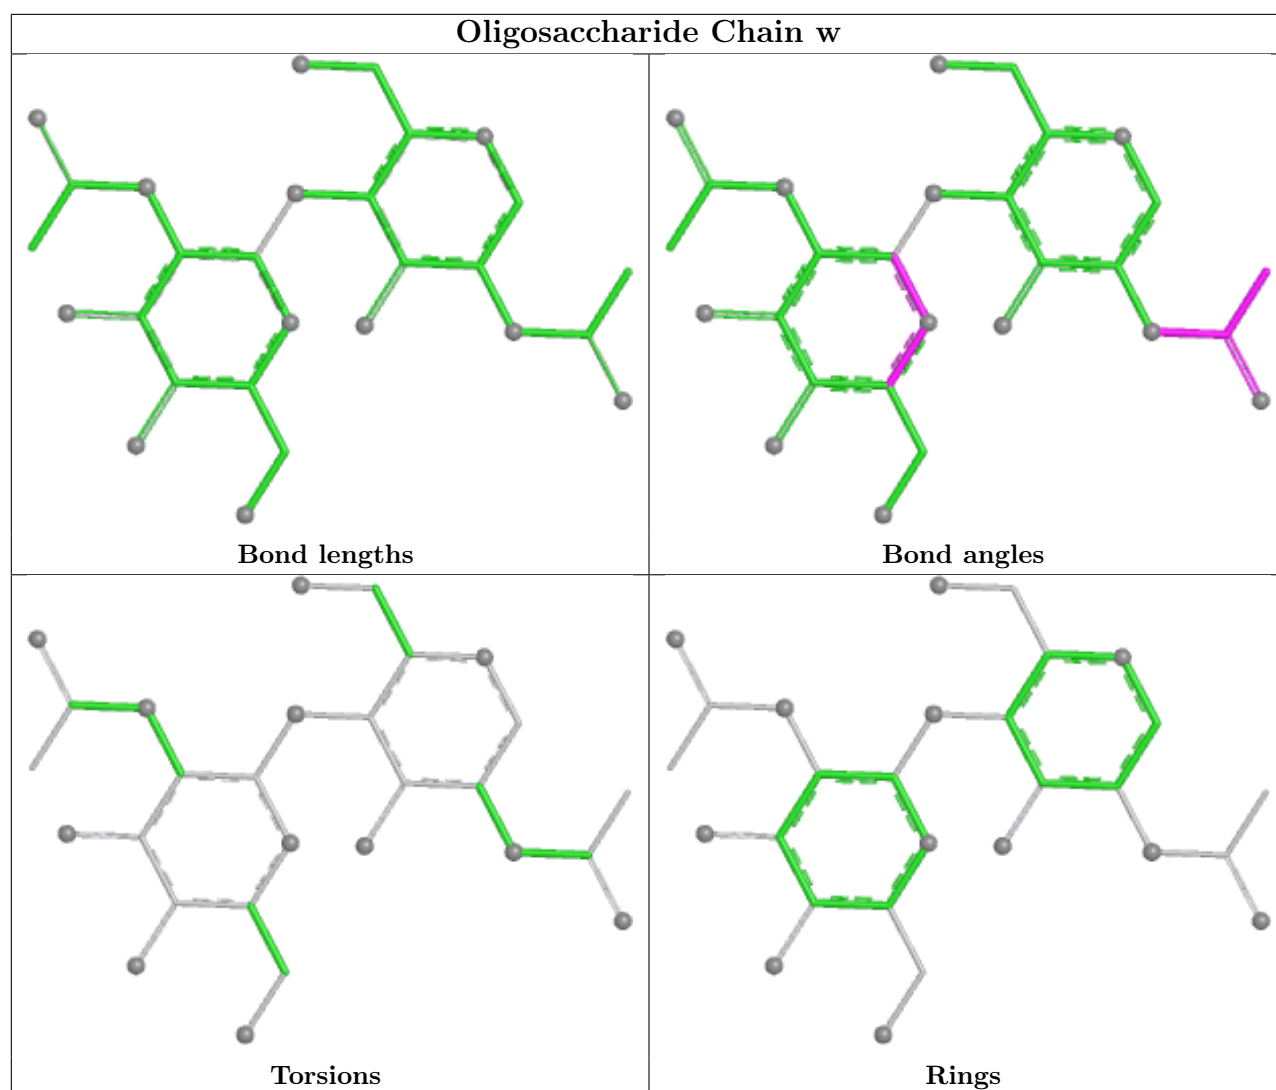 Oligosaccharide Chain w
Bond lengths
Bond angles
Torsions
Rings